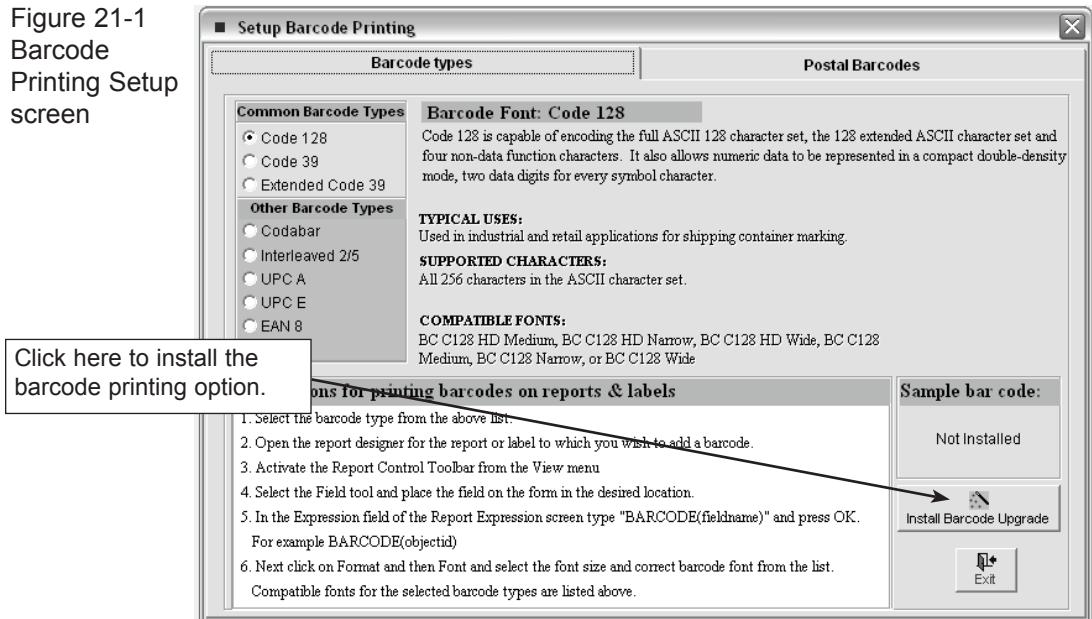 Figure 21-1
Barcode
Printing Setup
screen
Setup Barcode Printing
Barcode types
Postal Barcodes
Common Barcode Types
Code 128
Code 39
Extended Code 39
Other Barcode Types
Codabar
Interleaved 2/5
UPC A
UPC E
EAN 8
Barcode Font: Code 128
Code 128 is capable of encoding the full ASCII 128 character set, the 128 extended ASCII character set and
four non-data function characters. It also allows numeric data to be represented in a compact double-density
mode, two data digits for every symbol character.
TYPICAL USES:
Used in industrial and retail applications for shipping container marking.
SUPPORTED CHARACTERS:
All 256 characters in the ASCII character set.
COMPATIBLE FONTS:
BC C128 HD Medium, BC C128 HD Narrow, BC C128 HD Wide, BC C128
Medium, BC C128 Narrow, or BC C128 Wide
Click here to install the
barcode printing option.
for printing barcodes on reports & labels
1. Select the barcode type from the above list.
2. Open the report designer for the report or label to which you wish to add a barcode.
3. Activate the Report Control Toolbar from the View menu
4. Select the Field tool and place the field on the form in the desired location.
5. In the Expression field of the Report Expression screen type "BARCODE(fieldname)" and press OK.
For example BARCODE(objectid)
6. Next click on Format and then Font and select the font size and correct barcode font from the list.
Compatible fonts for the selected barcode types are listed above.
Sample bar code:
Not Installed
Install Barcode Upgrade
Exit